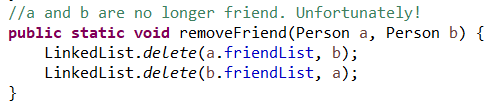 //a and b are no longer friend. Unfortunately!
public static void removeFriend(Person a, Person b) {
    LinkedList.delete(a.friendList, b);
    LinkedList.delete(b.friendList, a);
}